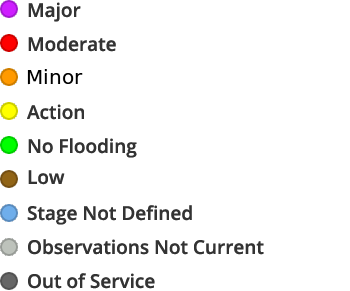 Major
Moderate
Minor
Action
No Flooding
Low
Stage Not Defined
Observations Not Current
Out of Service